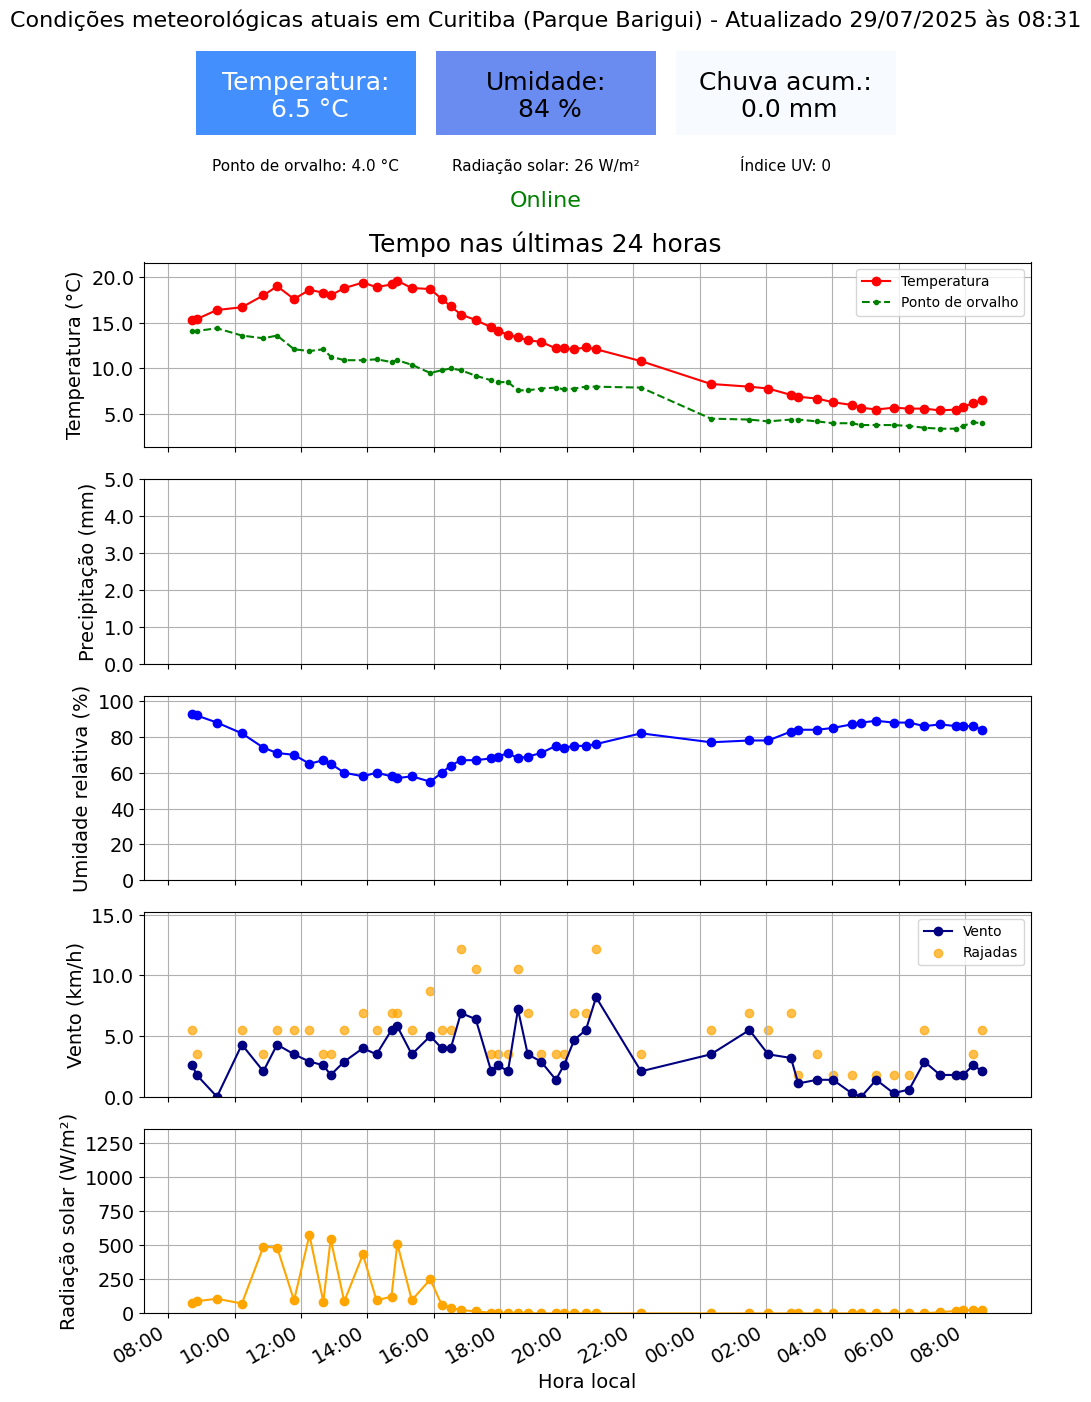 Condições meteorológicas atuais em Curitiba (Parque Barigui) - Atualizado 29/07/2025 às 08:31
Temperatura:
6.5 °C
Umidade:
84 %
Chuva acum.:
0.0 mm
Ponto de orvalho: 4.0 °C
Radiação solar: 26 W/m²
Índice UV: 0
Online
Tempo nas últimas 24 horas
Temperatura (°C)
20.0
15.0
10.0
5.0
Temperatura
Ponto de orvalho
Precipitação (mm)
5.0
4.0
3.0
2.0
1.0
0.0
Umidade relativa (%)
100
80
60
40
20
0
Vento (km/h)
15.0
10.0
5.0
0.0
Vento
Rajadas
Radiação solar (W/m²)
1250
1000
750
500
250
0
08:00
10:00
12:00
14:00
16:00
18:00
20:00
22:00
00:00
02:00
04:00
06:00
08:00
Hora local